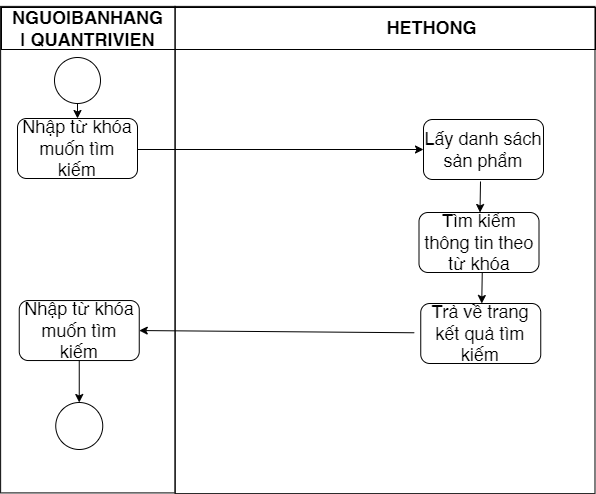 NGUOIBANHANG
I QUANTRIVIEN
HETHONG
Nhập từ khóa
muốn tìm
kiếm
Lấy danh sách
sản phẩm
Tìm kiếm
thông tin theo
từ khóa
Trả về trang
kết quả tìm
kiếm
Nhập từ khóa
muốn tìm
kiếm